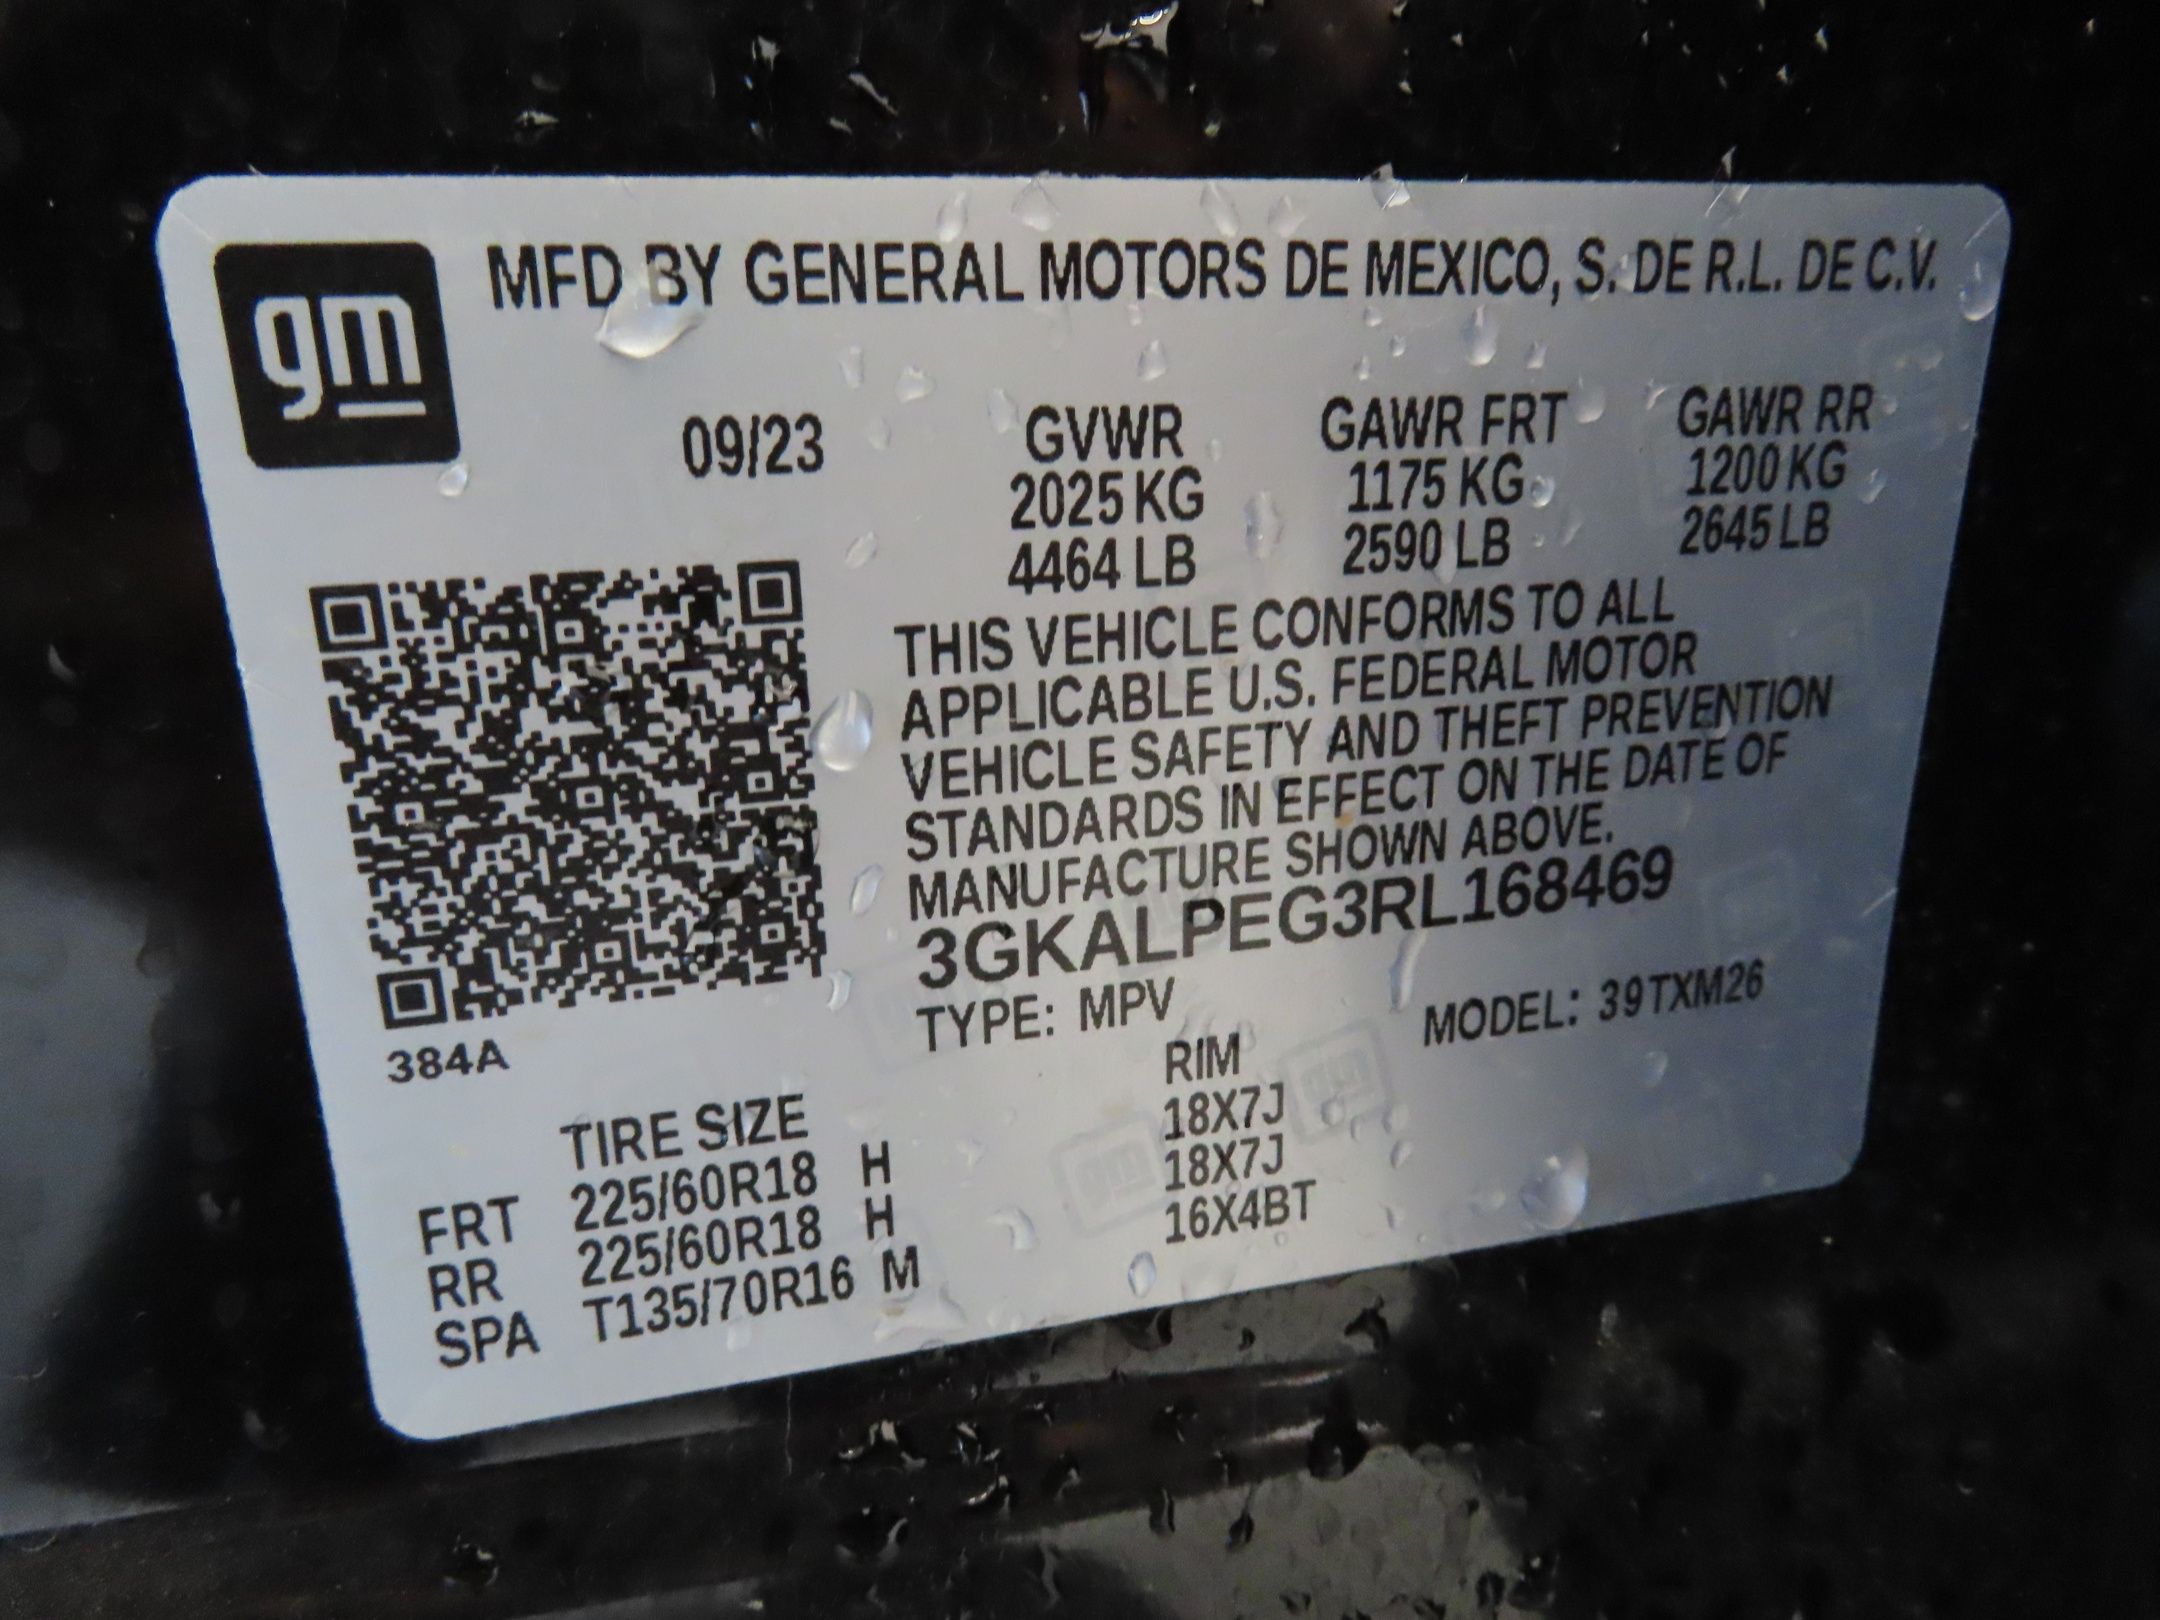 gm
MFD BY GENERAL MOTORS DE MEXICO, S. DE R.L. DE C.V.
09/23 GVWR GAWR FRT GAWR RR
2025 KG 1175 KG 1200 KG
4464 LB 2590 LB 2645 LB
THIS VEHICLE CONFORMS TO ALL
APPLICABLE U.S. FEDERAL MOTOR
VEHICLE SAFETY AND THEFT PREVENTION
STANDARDS IN EFFECT ON THE DATE OF
MANUFACTURE SHOWN ABOVE.
3GKALPEG3RL168469
TYPE: MPV MODEL: 39TXM26
384A
TIRE SIZE RIM
FRT 225/60R18 H 18X7J
RR 225/60R18 H 18X7J
SPA T135/70R16 M 16X4BT